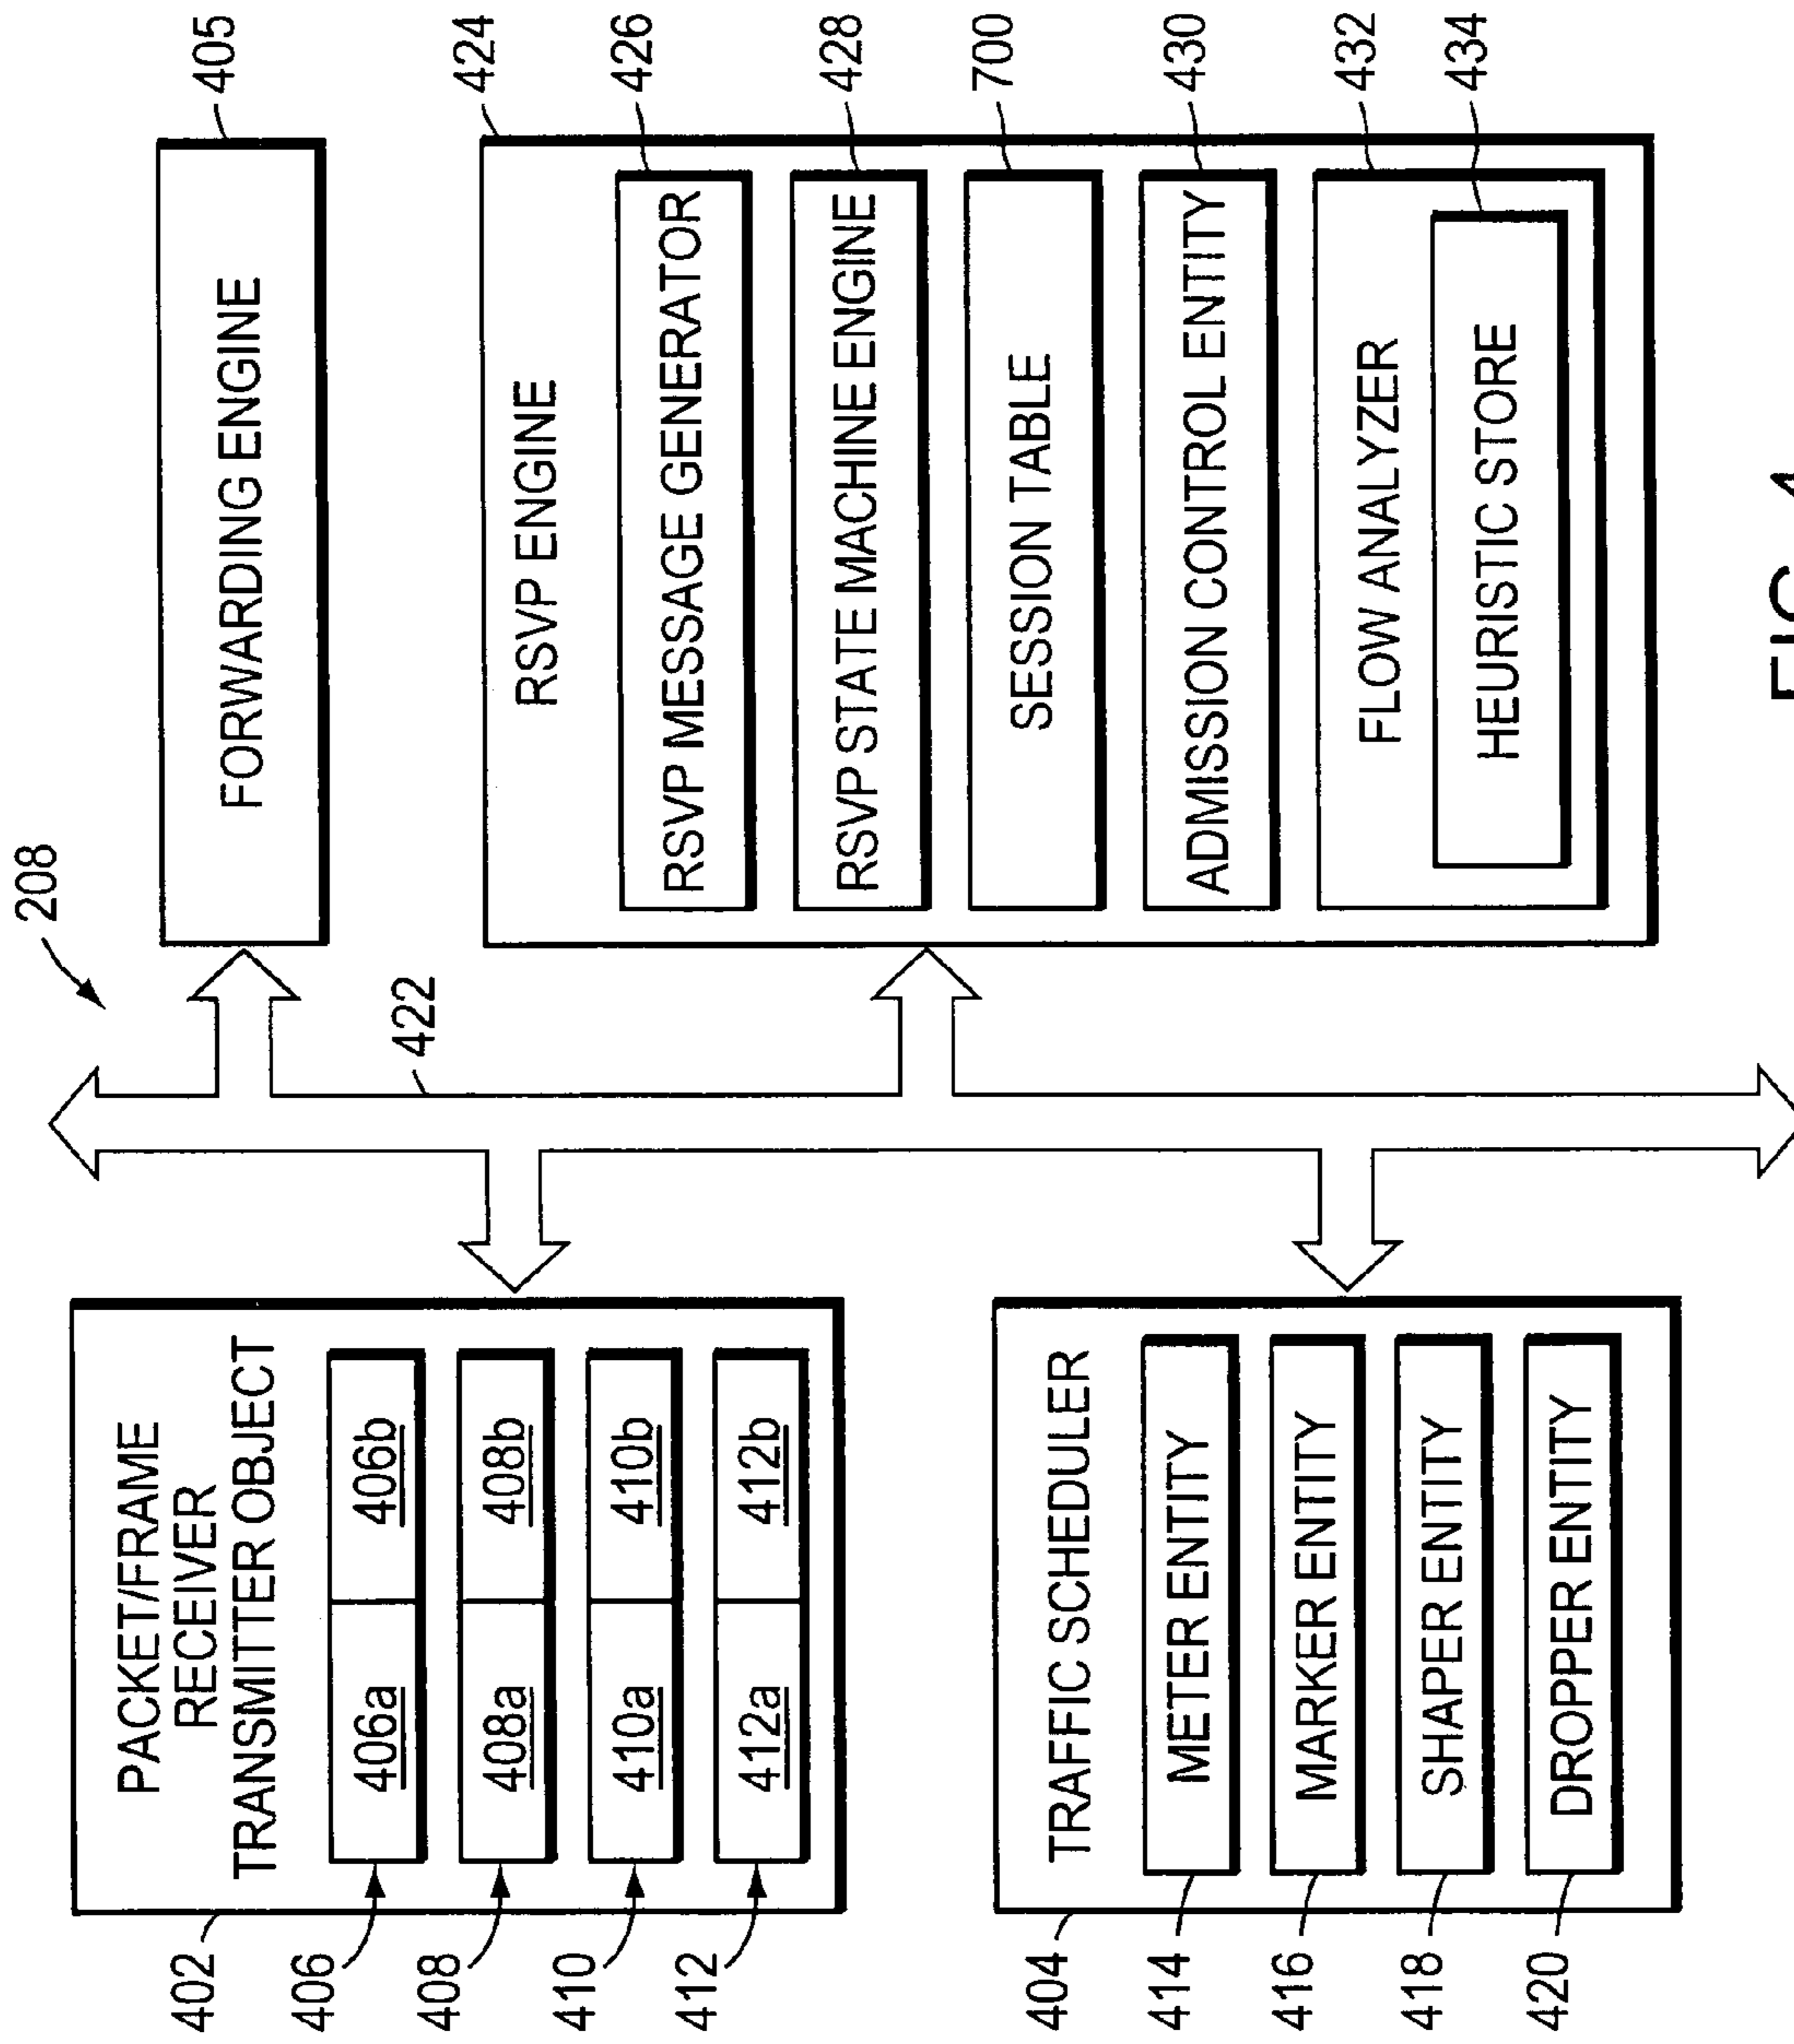 208
402
PACKET/FRAME
RECEIVER
TRANSMITTER OBJECT
406
406a
406b
408
408a
408b
410
410a
410b
412
412a
412b
404
TRAFFIC SCHEDULER
414
METER ENTITY
416
MARKER ENTITY
418
SHAPER ENTITY
420
DROPPER ENTITY
422
FORWARDING ENGINE
405
424
RSVP ENGINE
RSVP MESSAGE GENERATOR
426
RSVP STATE MACHINE ENGINE
428
SESSION TABLE
700
ADMISSION CONTROL ENTITY
430
FLOW ANALYZER
432
HEURISTIC STORE
434
FIG. 4